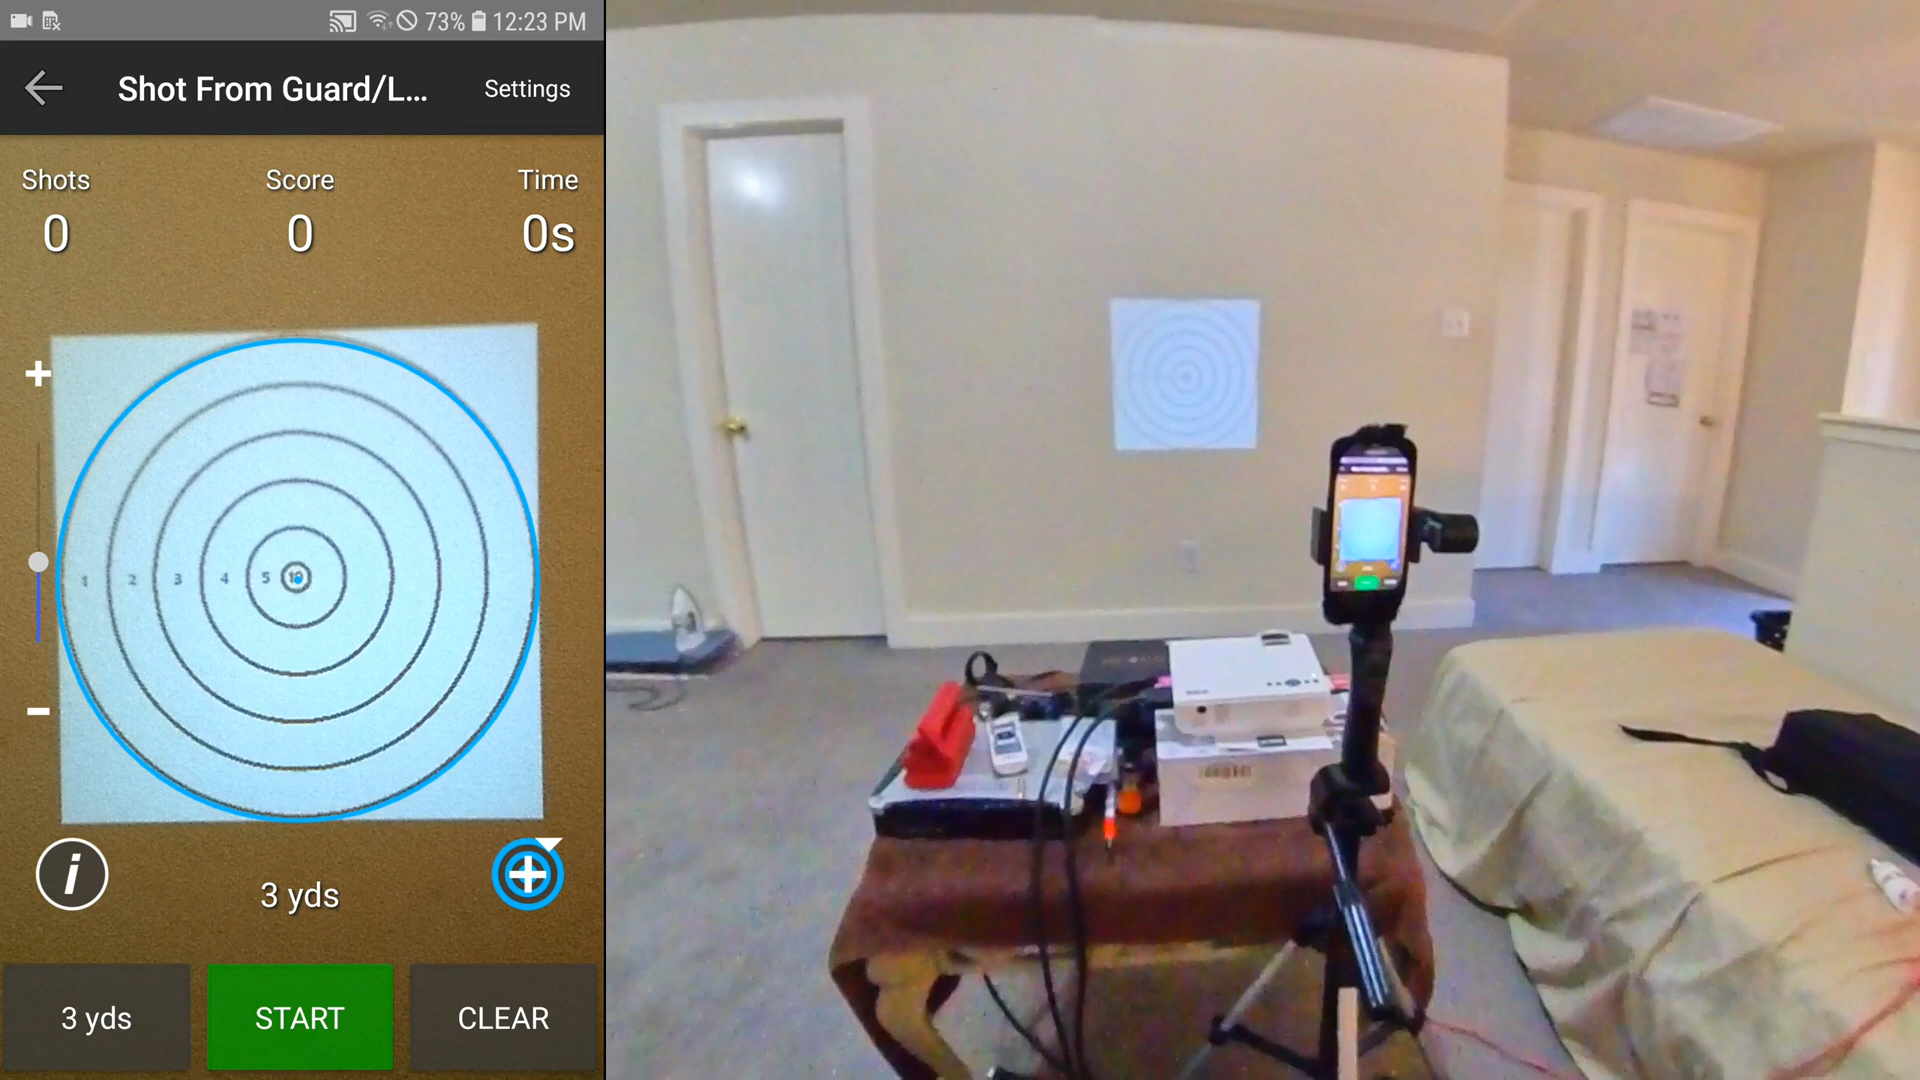 73% 12:23 PM
Shot From Guard/L... Settings
Shots Score Time
0 0 0s
+
1 2 3 4 5 10
−
i 3 yds
3 yds START CLEAR